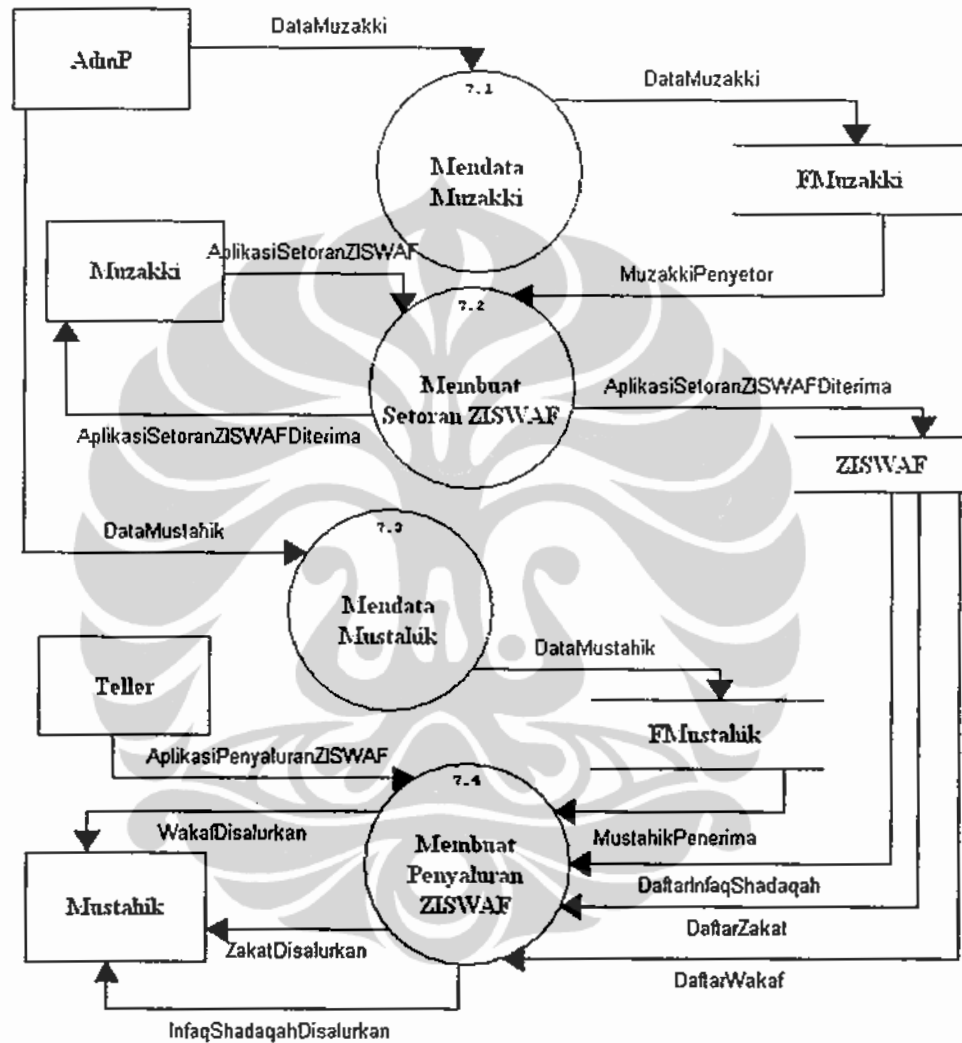 DataMuzakki
AdmP
7.1
Mendata
Muzakki
DataMuzakki
FMuzakki
AplikasiSetoranZISWAF
Muzakki
MuzakkiPenyetor
7.2
Membuat
Setoran ZISWAF
AplikasiSetoranZISWAFDiterima
AplikasiSetoranZISWAFDiterima
ZISWAF
DataMustahik
7.3
Mendata
Mustahik
DataMustahik
Teller
FMustahik
AplikasiPenyaluranZISWAF
7.4
Membuat
Penyaluran
ZISWAF
WakafDisalurkan
MustahikPenerima
Mustahik
DaftarInfaqShadaqah
DaftarZakat
ZakatDisalurkan
DaftarWakaf
InfaqShadaqahDisalurkan